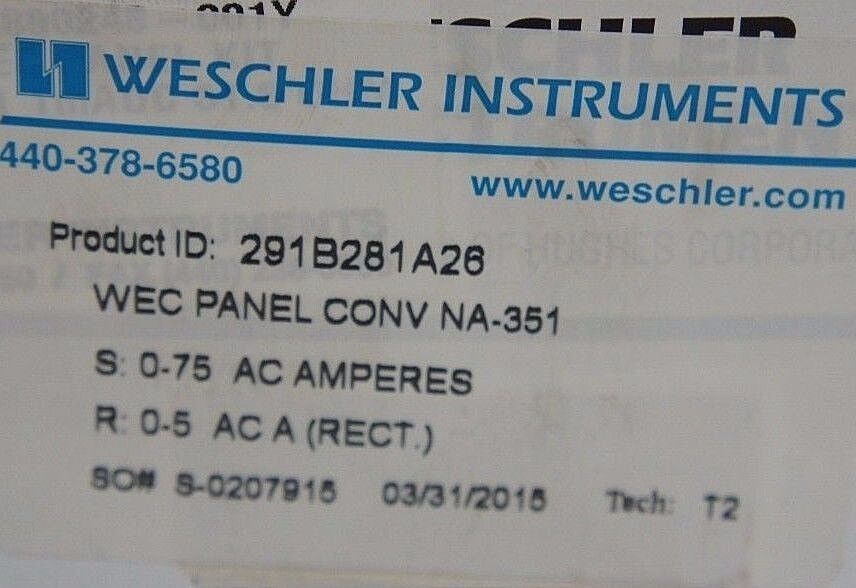 WESCHLER INSTRUMENTS
440-378-6580
www.weschler.com
Product ID: 291B281A26
WEC PANEL CONV NA-351
S: 0-75 AC AMPERES
R: 0-5 AC A (RECT.)
SO# S-0207915 03/31/2015 Tech: T2